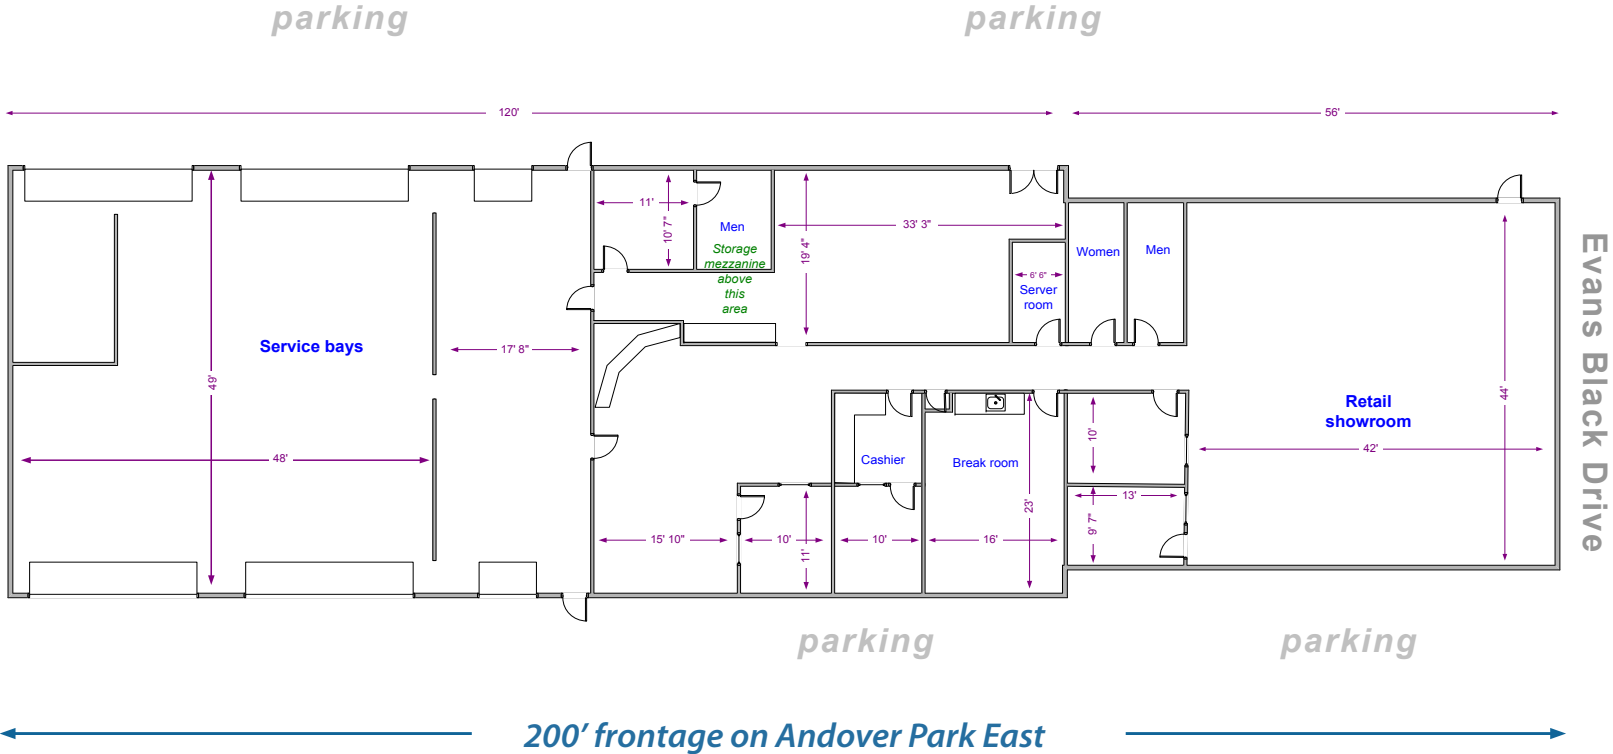 parking
parking
120'
56'
11'
10' 7"
Men
Storage
mezzanine
above
this
area
19' 4"
33' 3"
6' 6"
Server
room
Women
Men
Evans Black Drive
Service bays
17' 8"
49'
48'
44'
Retail
showroom
42'
10'
Cashier
Break room
23'
13'
9' 7"
15' 10"
10'
11'
10'
16'
parking
parking
200' frontage on Andover Park East